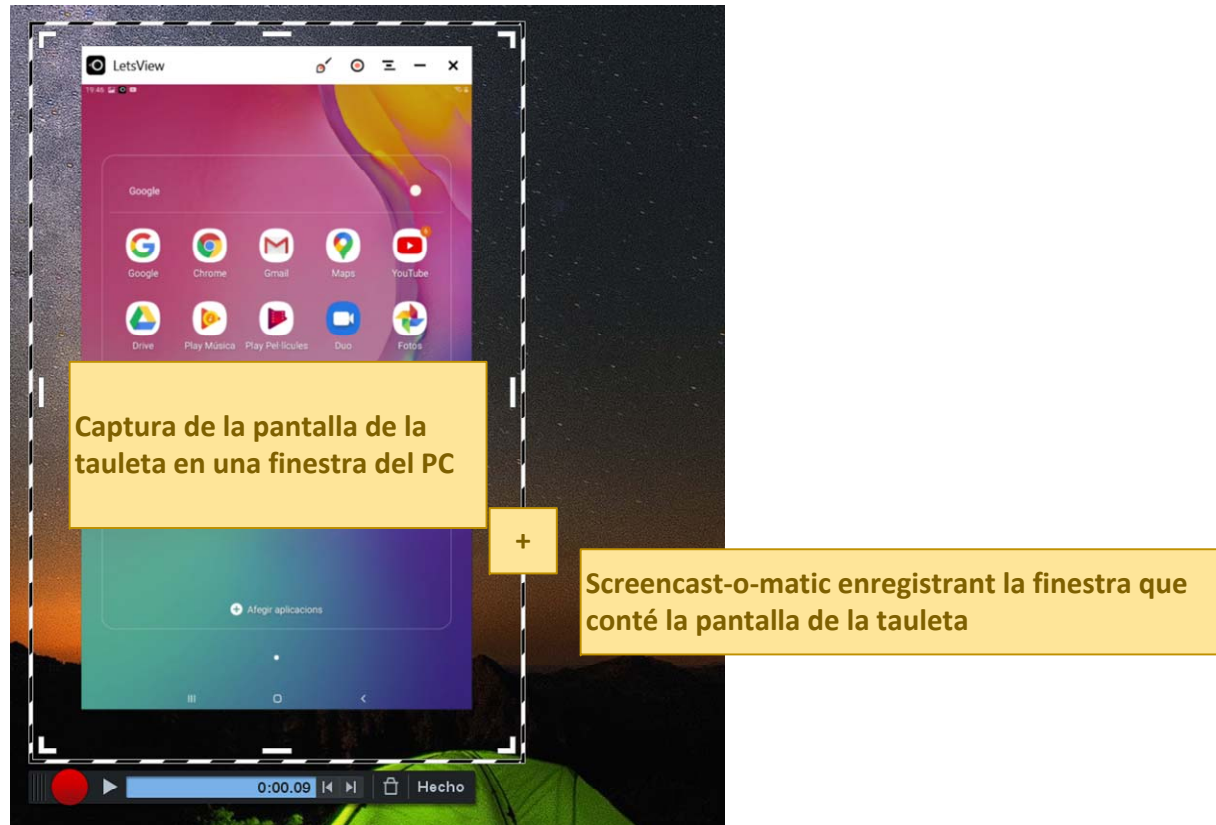 LetsView
19:46
Google
Google Chrome Gmail Maps YouTube
Drive Play Música Play Pel·lícules Duo Fotos
Captura de la pantalla de la
tauleta en una finestra del PC
+
Screencast-o-matic enregistrant la finestra que
conté la pantalla de la tauleta
Afegir aplicacions
0:00.09 Hecho